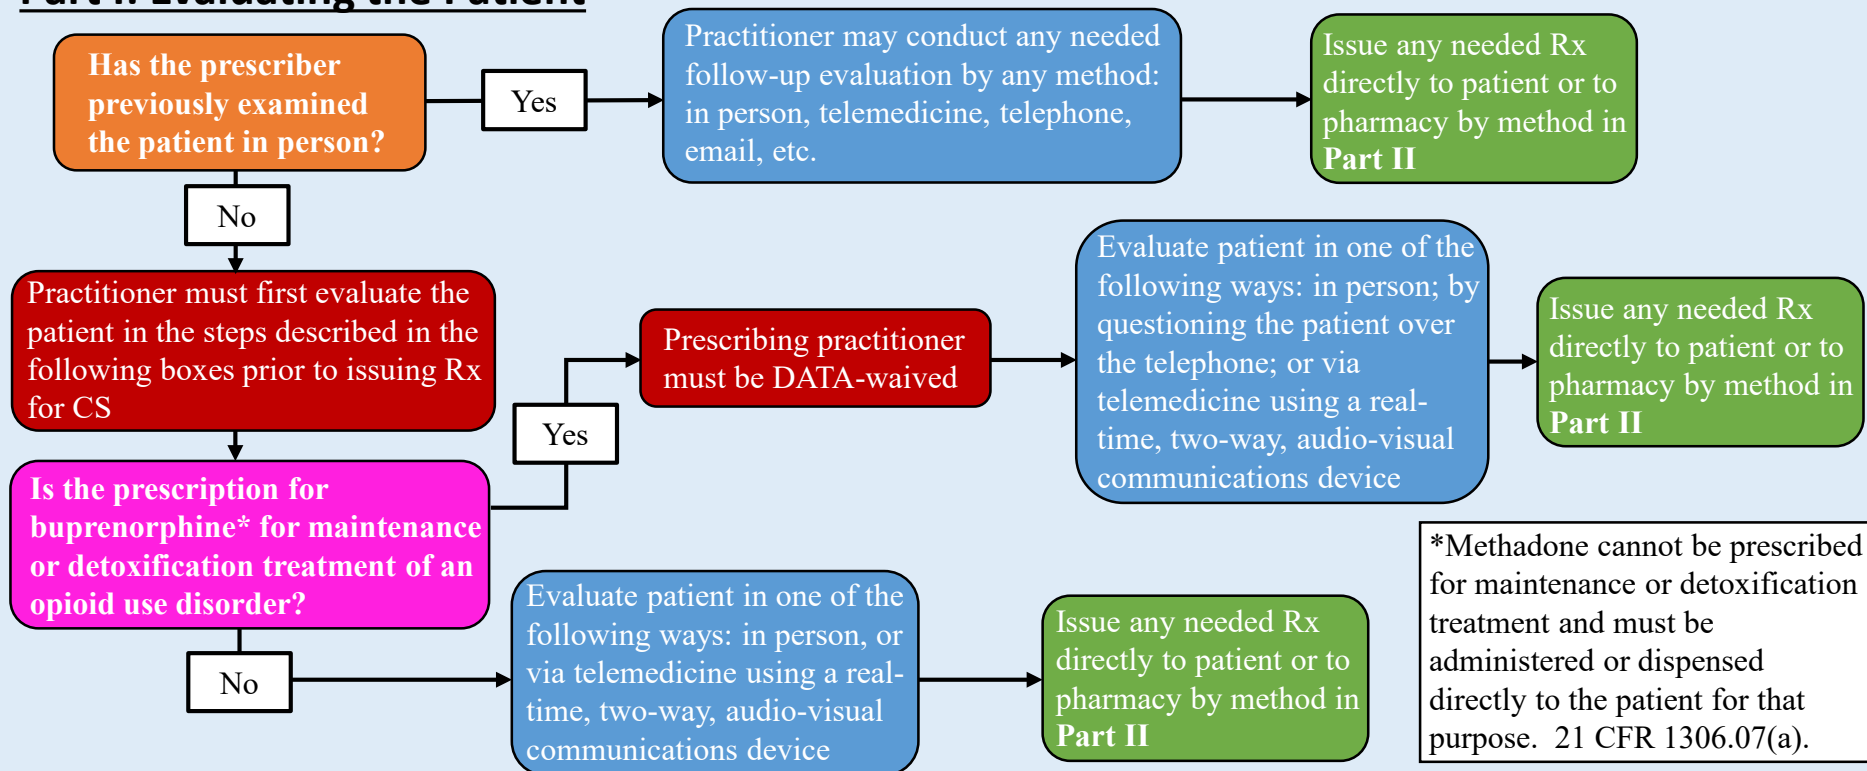 Part I: Evaluating the Patient
Has the prescriber
previously examined
the patient in person?
Yes
Practitioner may conduct any needed
follow-up evaluation by any method:
in person, telemedicine, telephone,
email, etc.
Issue any needed Rx
directly to patient or to
pharmacy by method in
Part II
No
Practitioner must first evaluate the
patient in the steps described in the
following boxes prior to issuing Rx
for CS
Is the prescription for
buprenorphine* for maintenance
or detoxification treatment of an
opioid use disorder?
Yes
Prescribing practitioner
must be DATA-waived
Evaluate patient in one of the
following ways: in person; by
questioning the patient over
the telephone; or via
telemedicine using a real-
time, two-way, audio-visual
communications device
Issue any needed Rx
directly to patient or to
pharmacy by method in
Part II
No
Evaluate patient in one of the
following ways: in person, or
via telemedicine using a real-
time, two-way, audio-visual
communications device
Issue any needed Rx
directly to patient or to
pharmacy by method in
Part II
*Methadone cannot be prescribed
for maintenance or detoxification
treatment and must be
administered or dispensed
directly to the patient for that
purpose.  21 CFR 1306.07(a).